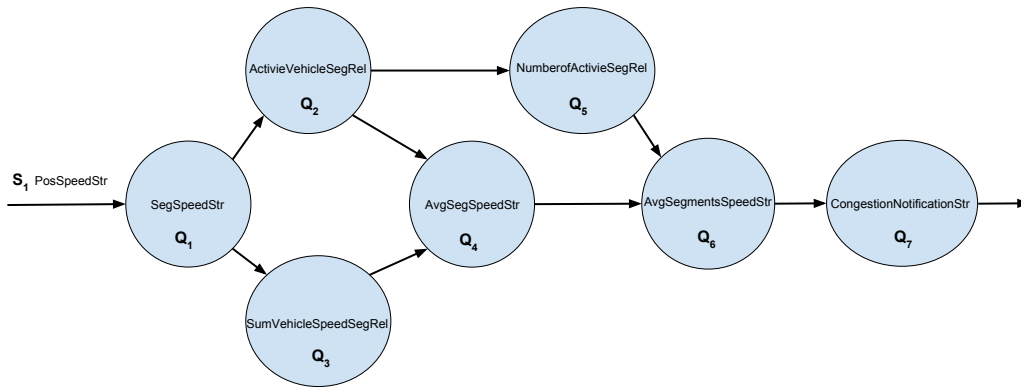 ActivieVehicleSegRel
Q2
NumberofActivieSegRel
Q5
S1 PosSpeedStr
SegSpeedStr
Q1
AvgSegSpeedStr
Q4
AvgSegmentsSpeedStr
Q6
CongestionNotificationStr
Q7
SumVehicleSpeedSegRel
Q3